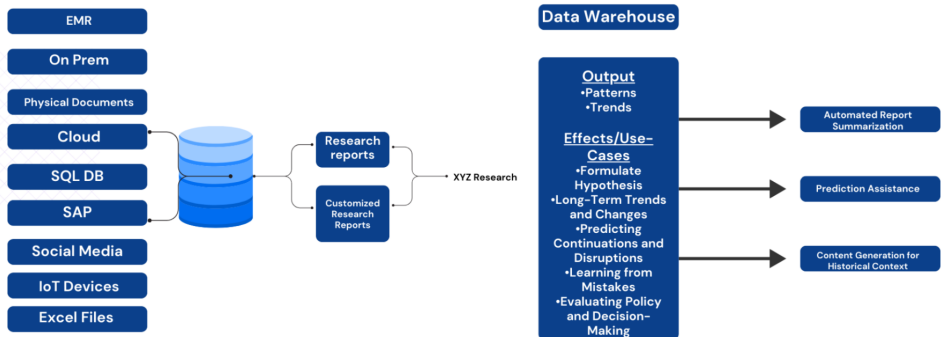 EMR
On Prem
Physical Documents
Cloud
SQL DB
SAP
Social Media
IoT Devices
Excel Files
Research
reports
Customized
Research
Reports
XYZ Research
Data Warehouse
Output
•Patterns
•Trends
Effects/Use-
Cases
•Formulate
Hypothesis
•Long-Term Trends
and Changes
•Predicting
Continuations and
Disruptions
•Learning from
Mistakes
•Evaluating Policy
and Decision-
Making
Automated Report
Summarization
Prediction Assistance
Content Generation for
Historical Context